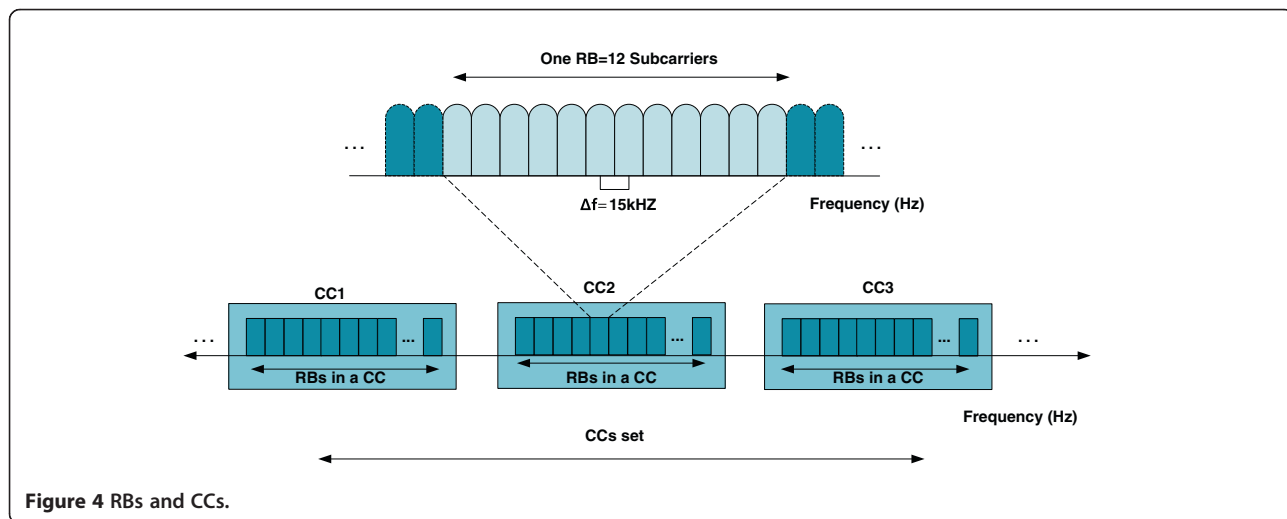 One RB=12 Subcarriers
... ...
Δf=15kHZ
Frequency (Hz)
CC1 CC2 CC3
... ... ... ... ...
RBs in a CC RBs in a CC RBs in a CC
Frequency (Hz)
CCs set
Figure 4 RBs and CCs.